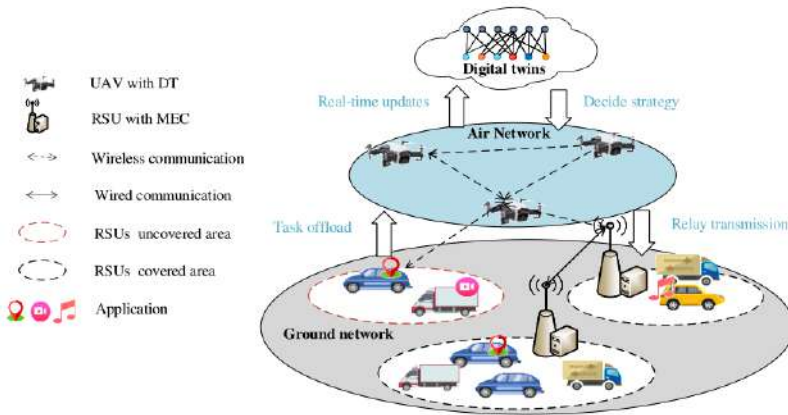 Digital twins
UAV with DT
Real-time updates
Decide strategy
RSU with MEC
Air Network
Wireless communication
Wired communication
Task offload
Relay transmission
RSUs uncovered area
RSUs covered area
Application
Ground network